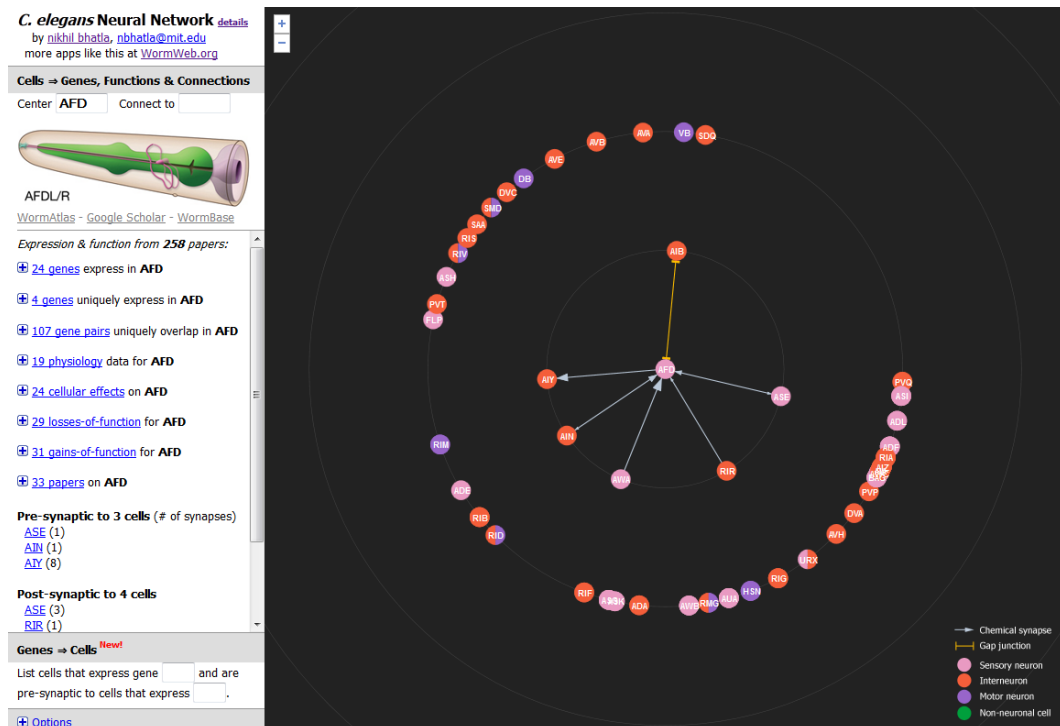 C. elegans Neural Network details
by nikhil bhatla, nbhatla@mit.edu
more apps like this at WormWeb.org
Cells ⇒ Genes, Functions & Connections
Center AFD Connect to
AFDL/R
WormAtlas - Google Scholar - WormBase
Expression & function from 258 papers:
24 genes express in AFD
4 genes uniquely express in AFD
107 gene pairs uniquely overlap in AFD
19 physiology data for AFD
24 cellular effects on AFD
29 losses-of-function for AFD
31 gains-of-function for AFD
33 papers on AFD
Pre-synaptic to 3 cells (# of synapses)
ASE (1)
AIN (1)
AIY (8)
Post-synaptic to 4 cells
ASE (3)
RIR (1)
Genes ⇒ Cells New!
List cells that express gene and are
pre-synaptic to cells that express .
Options
+
−
AVA
VB
SDQ
AVB
AVE
DB
DVC
SMD
SAA
RIS
RIV
ASH
PVT
FLP
AIB
AFD
AIY
ASE
AIN
AWA
RIR
PVQ
ASI
ADL
ADF
RIA
AIZ
BAG
PVP
DVA
AVH
URX
RIG
HSN
AUA
RMG
AWB
ADA
ASK
RIF
RID
RIB
ADE
RIM
Chemical synapse
Gap junction
Sensory neuron
Interneuron
Motor neuron
Non-neuronal cell